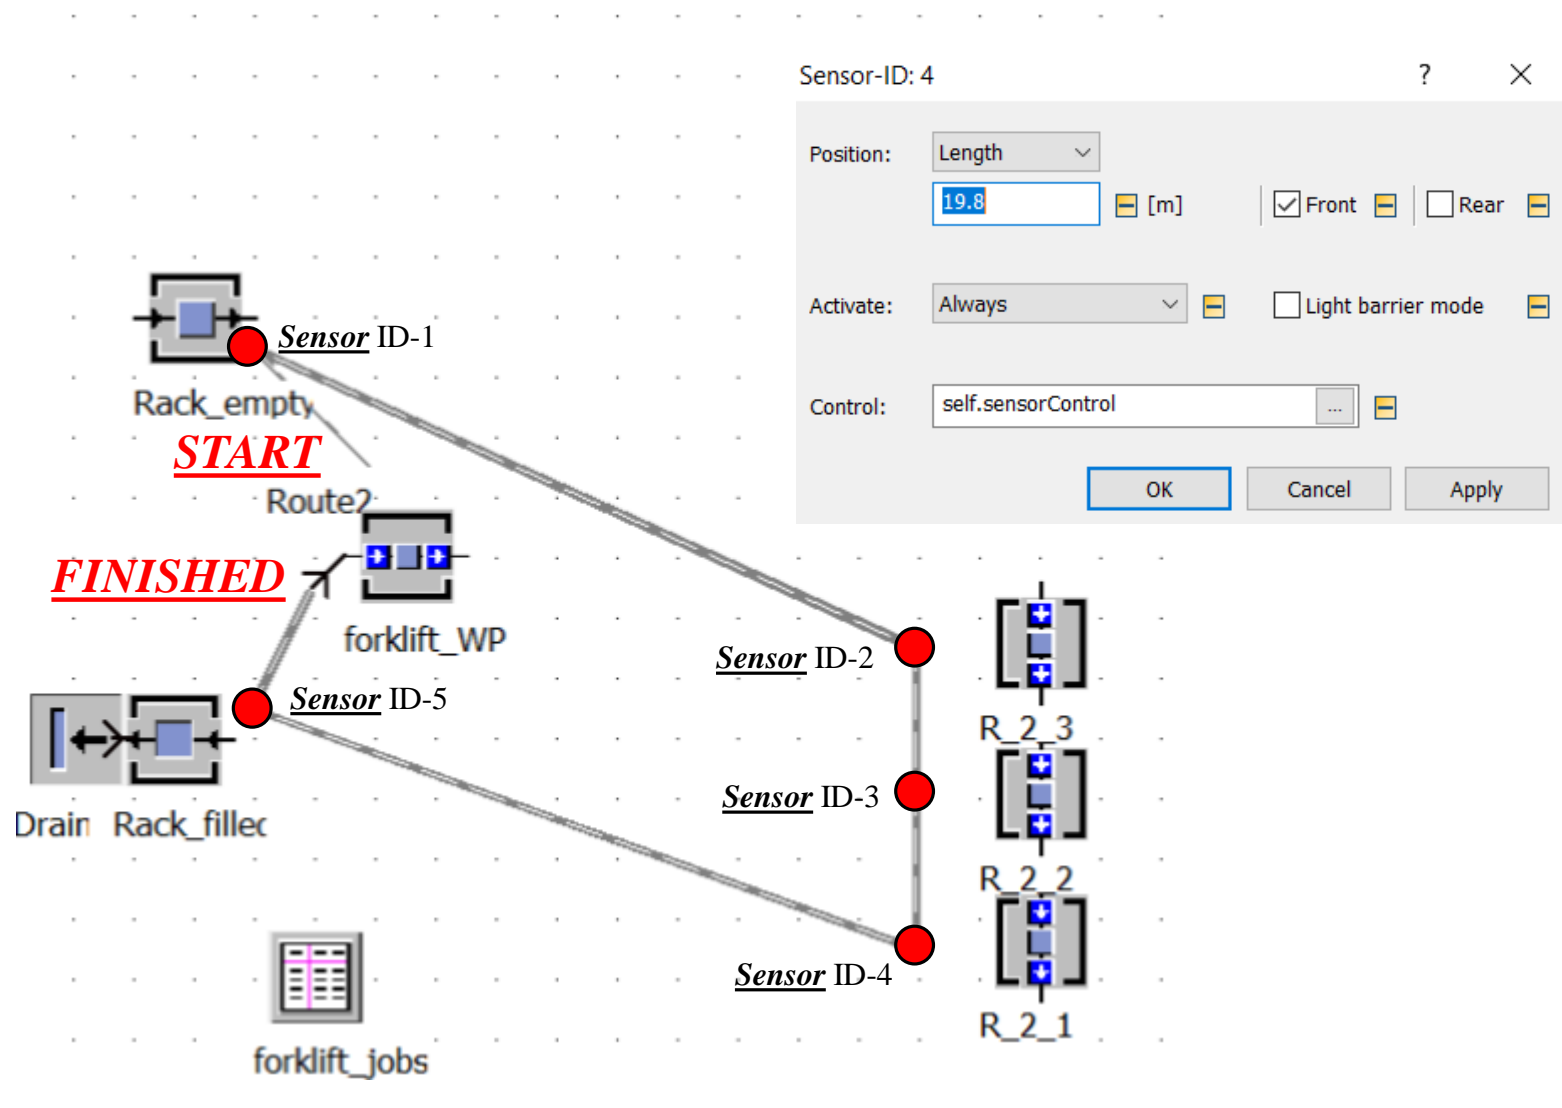 Sensor-ID: 4
?
Position:
Length
19.8
[m]
Front
Rear
Activate:
Always
Light barrier mode
Control:
self.sensorControl
...
OK
Cancel
Apply
Sensor ID-1
Rack_empty
START
Route2
FINISHED
forklift_WP
Sensor ID-2
Sensor ID-5
R_2_3
Sensor ID-3
Drain
Rack_filled
R_2_2
Sensor ID-4
R_2_1
forklift_jobs